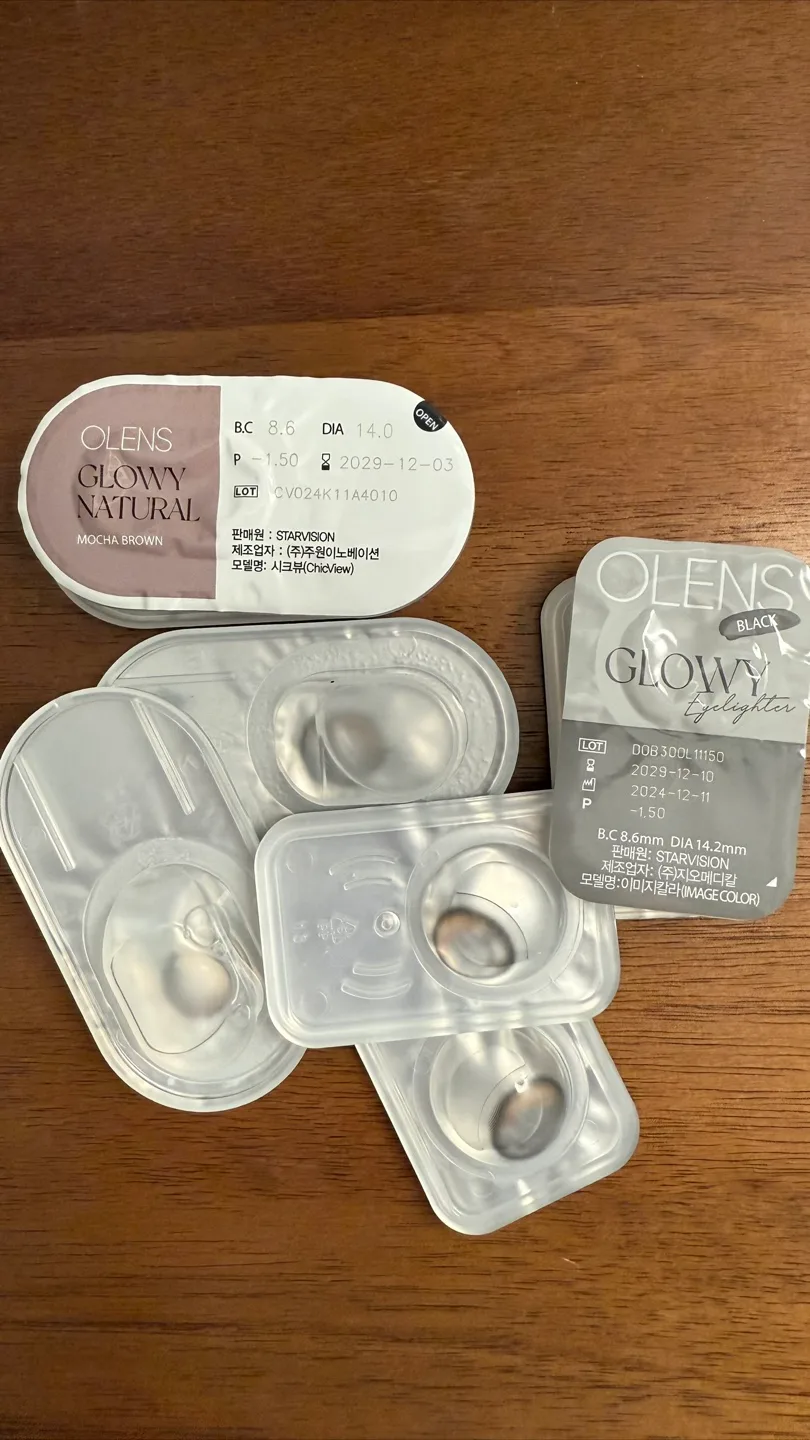 OLENS
GLOWY
NATURAL
MOCHA BROWN
OPEN
B.C 8.6 DIA 14.0
P -1.50 2029-12-03
LOT CV024K11A4010
판매원 : STARVISION
제조업자 : (주)주원이노베이션
모델명: 시크뷰(ChicView)
OLENS
BLACK
GLOWY
Eyelighter
LOT DOB300L11150
2029-12-10
2024-12-11
P -1.50
B.C 8.6mm DIA 14.2mm
판매원: STARVISION
제조업자: (주)지오메디칼
모델명:이미지칼라(IMAGE COLOR)